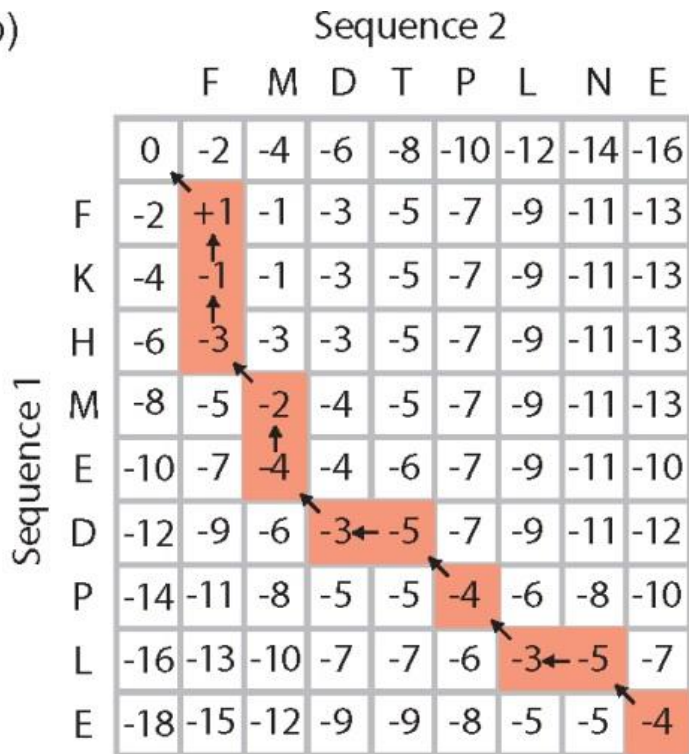 b)
Sequence 2
F M D T P L N E
0 -2 -4 -6 -8 -10 -12 -14 -16
F -2 +1 -1 -3 -5 -7 -9 -11 -13
K -4 -1 -1 -3 -5 -7 -9 -11 -13
H -6 -3 -3 -3 -5 -7 -9 -11 -13
M -8 -5 -2 -4 -5 -7 -9 -11 -13
E -10 -7 -4 -4 -6 -7 -9 -11 -10
D -12 -9 -6 -3 -5 -7 -9 -11 -12
P -14 -11 -8 -5 -5 -4 -6 -8 -10
L -16 -13 -10 -7 -7 -6 -3 -5 -7
E -18 -15 -12 -9 -9 -8 -5 -5 -4
Sequence 1